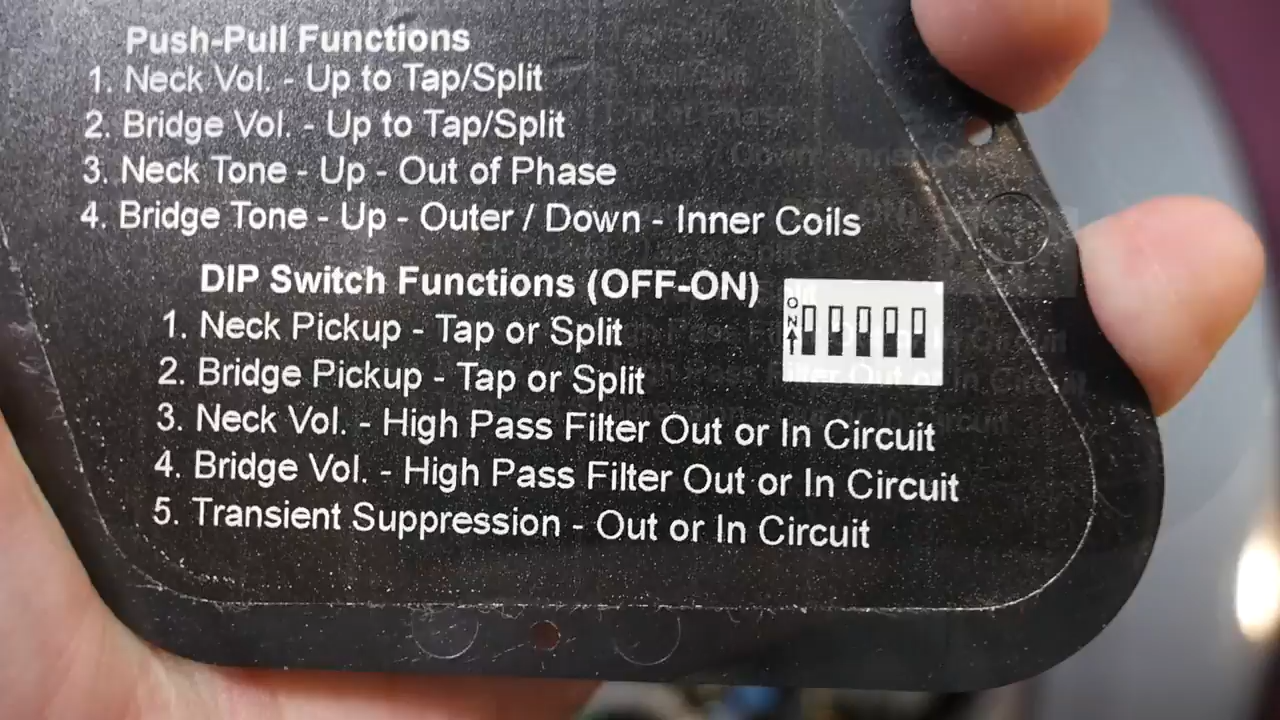 Push-Pull Functions
1. Neck Vol. - Up to Tap/Split
2. Bridge Vol. - Up to Tap/Split
3. Neck Tone - Up - Out of Phase
4. Bridge Tone - Up - Outer / Down - Inner Coils
DIP Switch Functions (OFF-ON)
ON
1. Neck Pickup - Tap or Split
2. Bridge Pickup - Tap or Split
3. Neck Vol. - High Pass Filter Out or In Circuit
4. Bridge Vol. - High Pass Filter Out or In Circuit
5. Transient Suppression - Out or In Circuit